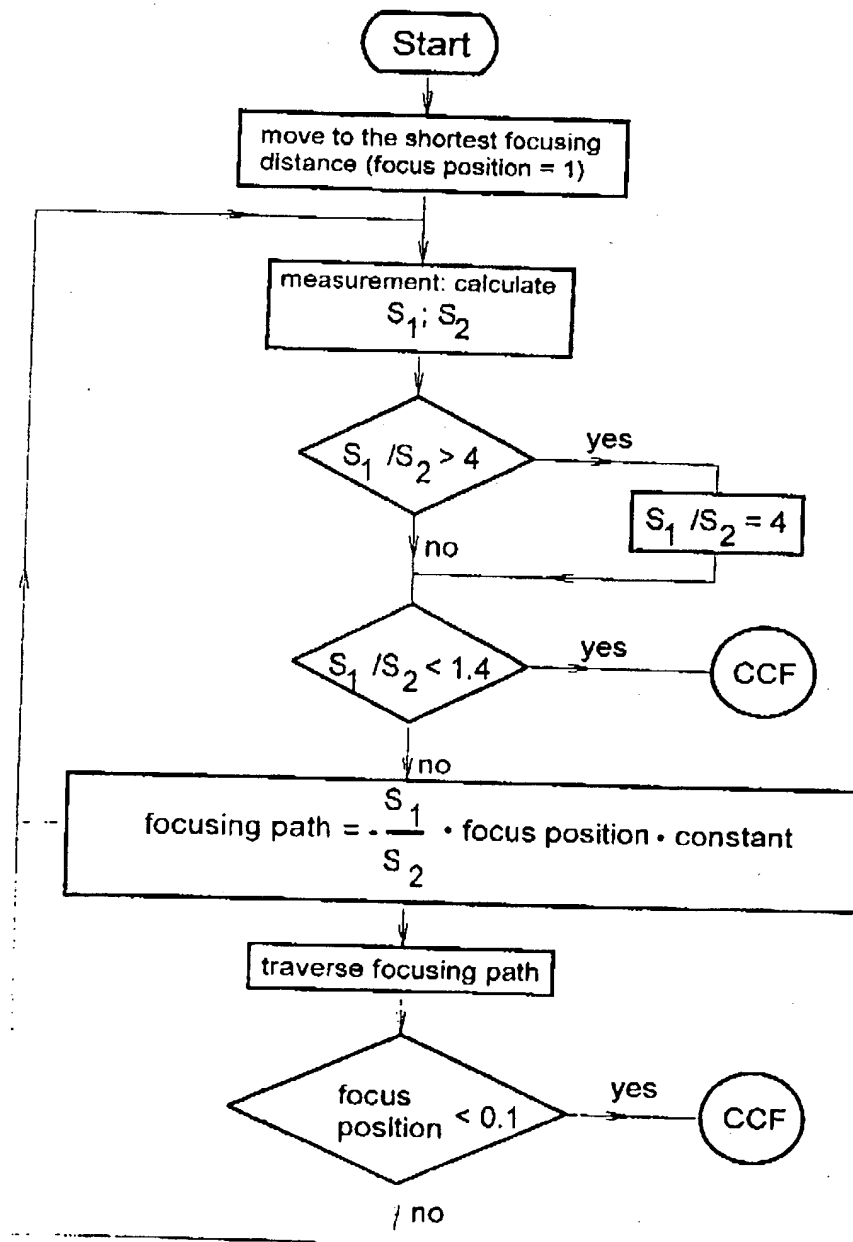 Start
move to the shortest focusing
distance (focus position = 1)
measurement: calculate
S1; S2
S1 /S2 > 4
yes
S1 /S2 = 4
no
S1 /S2 < 1.4
yes
CCF
no
focusing path = - S1/S2 · focus position · constant
traverse focusing path
focus
position < 0.1
yes
CCF
no